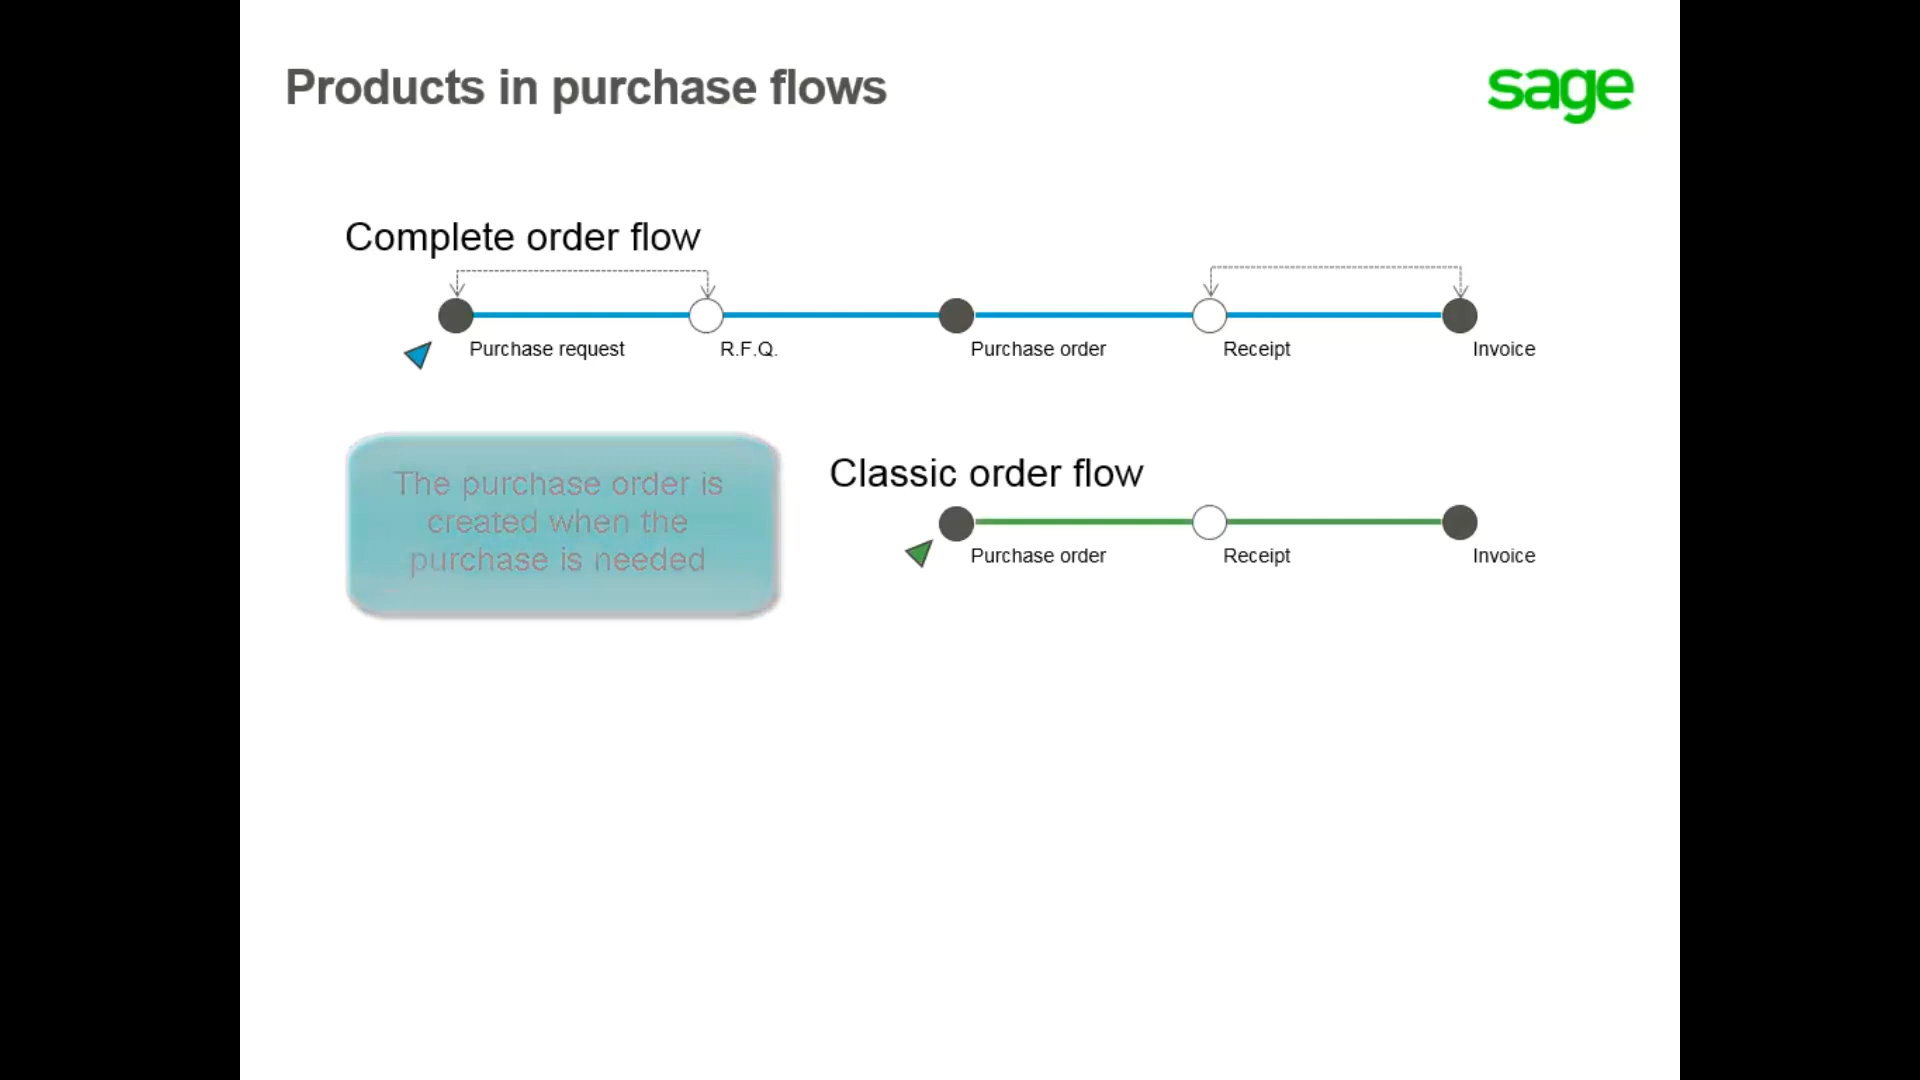 Products in purchase flows
sage
Complete order flow
Purchase request
R.F.Q.
Purchase order
Receipt
Invoice
The purchase order is
created when the
purchase is needed
Classic order flow
Purchase order
Receipt
Invoice